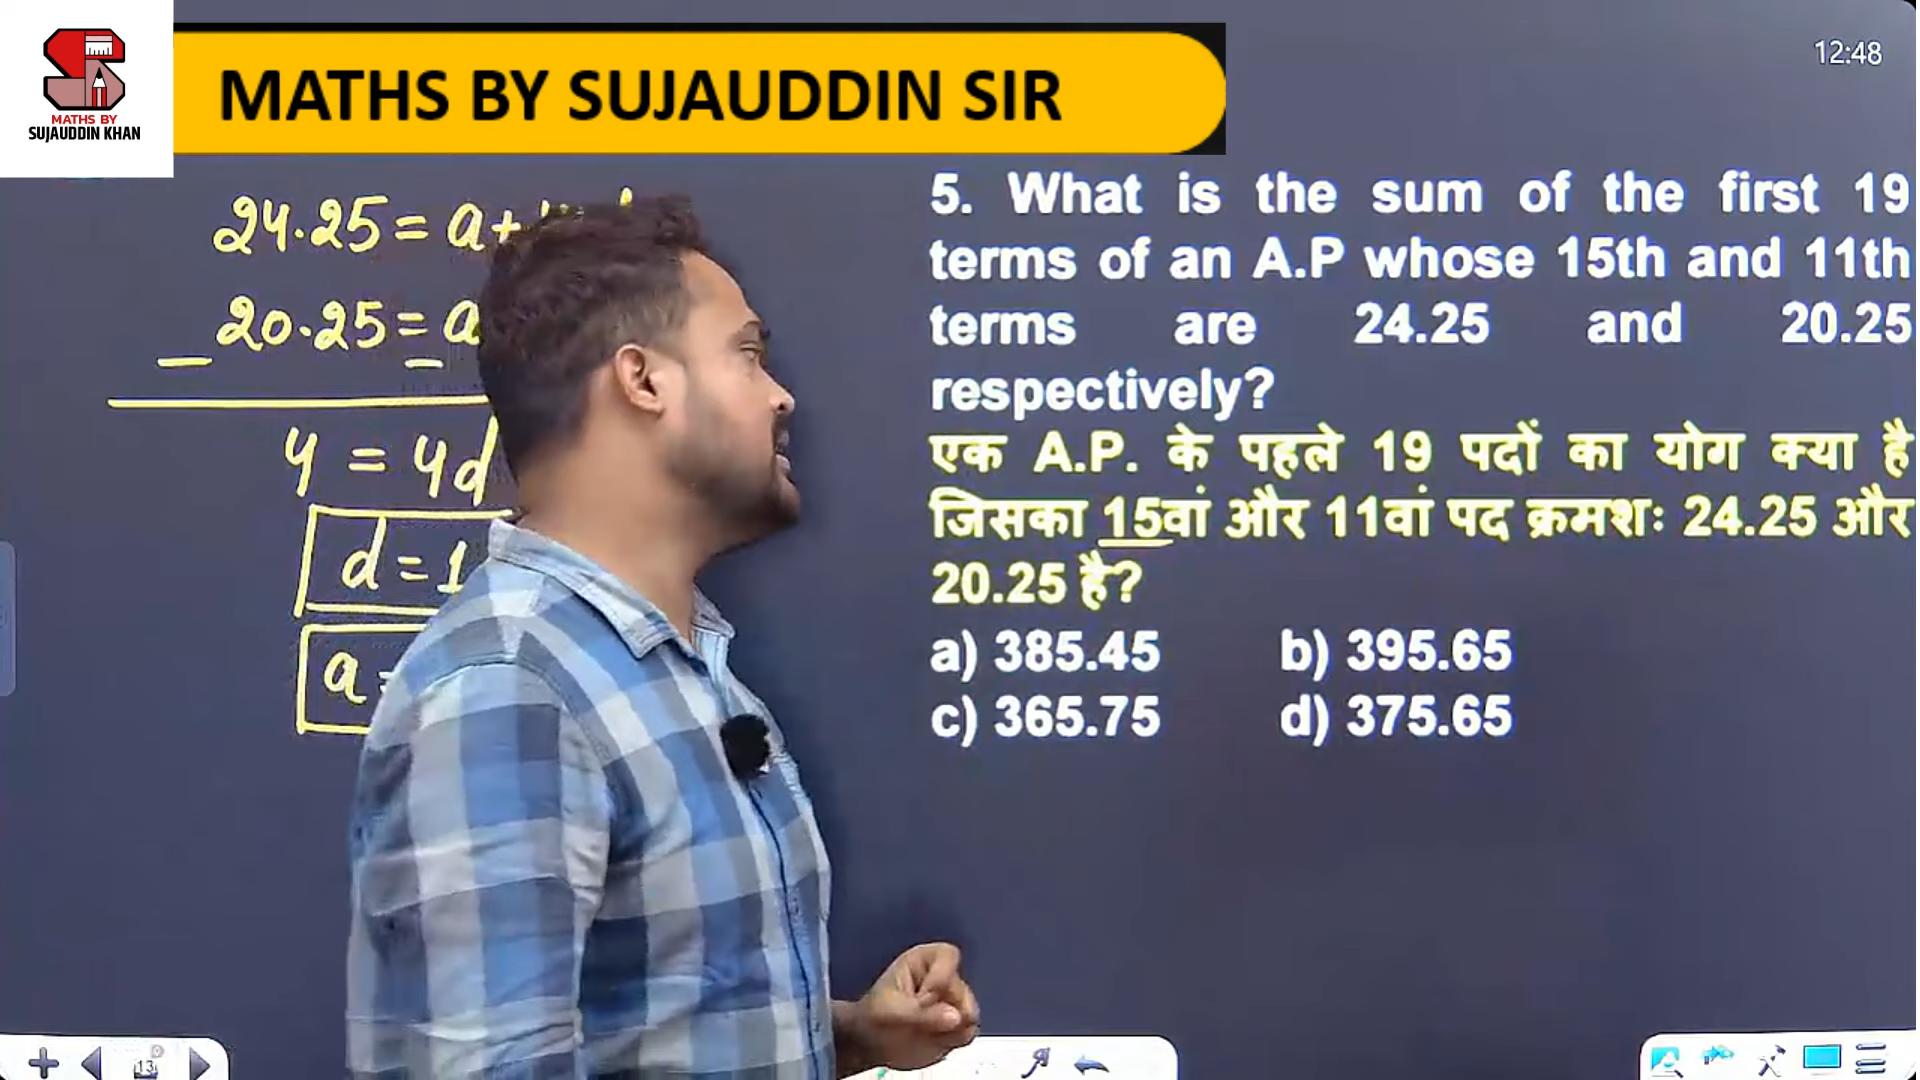 MATHS BY
SUJAUDDIN KHAN
MATHS BY SUJAUDDIN SIR
12:48
24.25 = a+
20.25 = a
4 = 4d
d = 1
a =
5. What is the sum of the first 19
terms of an A.P whose 15th and 11th
terms are 24.25 and 20.25
respectively?
एक A.P. के पहले 19 पदों का योग क्या है
जिसका 15वां और 11वां पद क्रमशः 24.25 और
20.25 है?
a) 385.45 b) 395.65
c) 365.75 d) 375.65
13